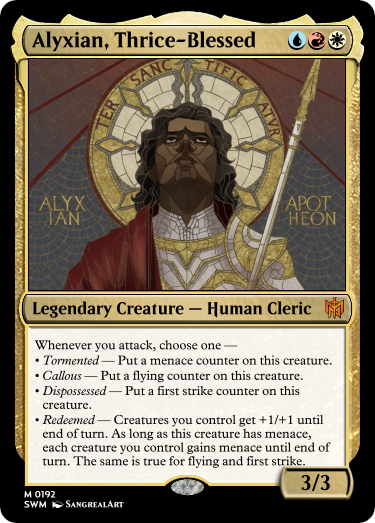 Alyxian, Thrice-Blessed
TER SANCTIFICATVR
ALYX APOT
IAN HEON
Legendary Creature — Human Cleric
Whenever you attack, choose one —
• Tormented — Put a menace counter on this creature.
• Callous — Put a flying counter on this creature.
• Dispossessed — Put a first strike counter on this
creature.
• Redeemed — Creatures you control get +1/+1 until
end of turn. As long as this creature has menace,
each creature you control gains menace until end of
turn. The same is true for flying and first strike.
3/3
M 0192
SWM SANGREALART